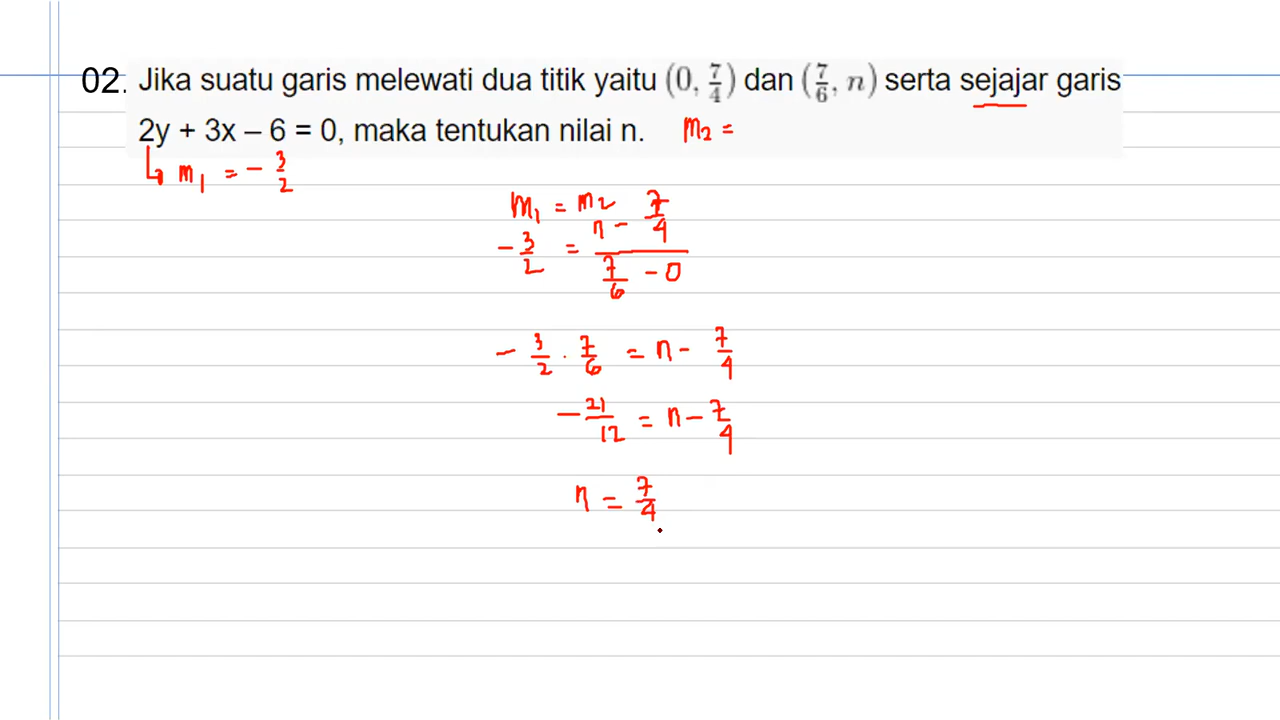 02. Jika suatu garis melewati dua titik yaitu (0, 7/4) dan (7/6, n) serta sejajar garis
2y + 3x – 6 = 0, maka tentukan nilai n. m₂ =
↳ m₁ = - 3/2
m₁ = m₂
- 3/2 = (n - 7/4) / (7/6 - 0)
- 3/2 . 7/6 = n - 7/4
- 21/12 = n - 7/4
n = 7/4